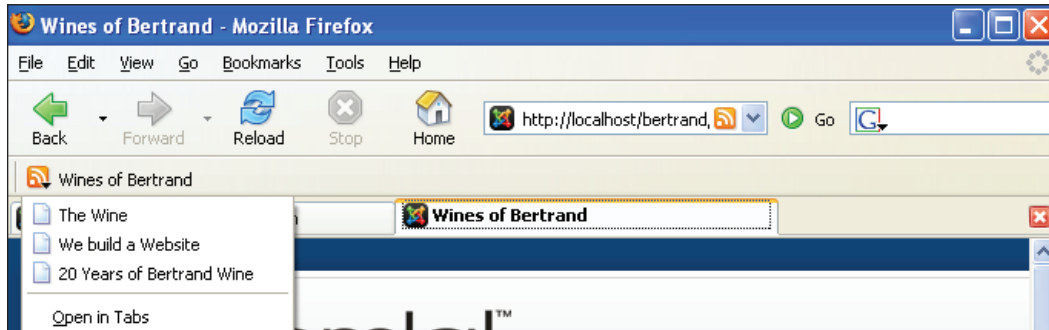 Wines of Bertrand - Mozilla Firefox
File Edit View Go Bookmarks Tools Help
http://localhost/bertrand, Go G
Back Forward Reload Stop Home
Wines of Bertrand
The Wine Wines of Bertrand
We build a Website
20 Years of Bertrand Wine
Open in Tabs
™